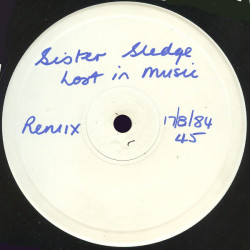 Sister Sledge
Lost in music
Remix 17/8/84
45